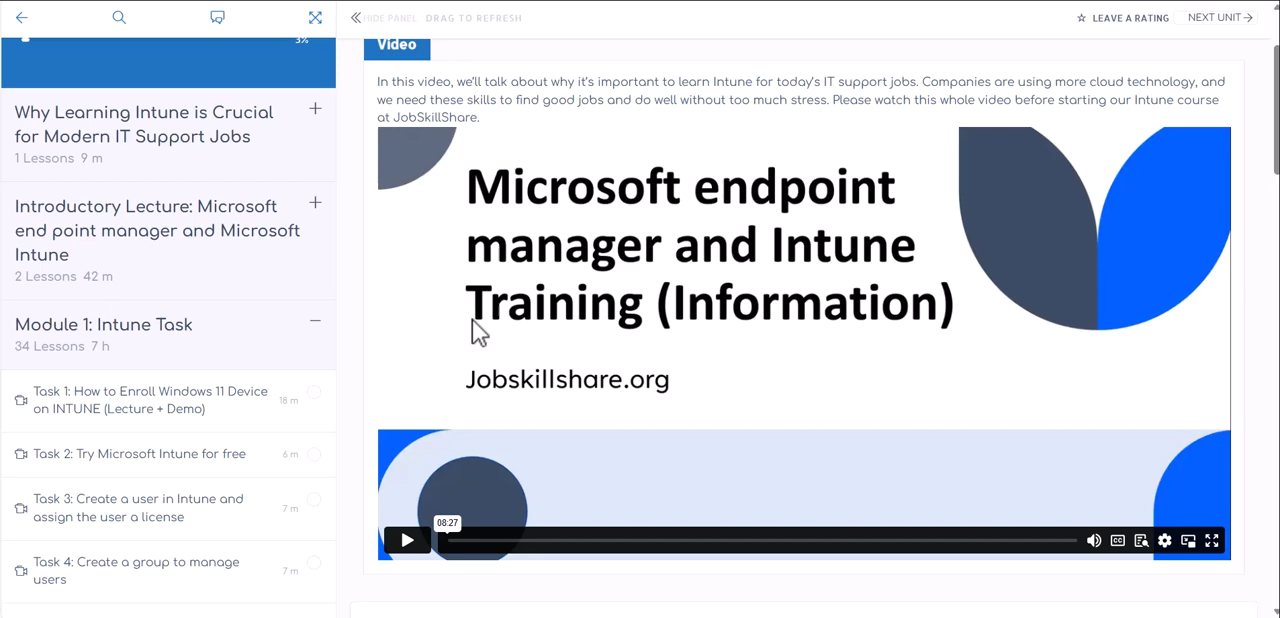 HIDE PANEL DRAG TO REFRESH
LEAVE A RATING
NEXT UNIT
3%
Why Learning Intune is Crucial
for Modern IT Support Jobs
1 Lessons 9 m
Introductory Lecture: Microsoft
end point manager and Microsoft
Intune
2 Lessons 42 m
Module 1: Intune Task
34 Lessons 7 h
Task 1: How to Enroll Windows 11 Device
on INTUNE (Lecture + Demo)
18 m
Task 2: Try Microsoft Intune for free
6 m
Task 3: Create a user in Intune and
assign the user a license
7 m
Task 4: Create a group to manage
users
7 m
Video
In this video, we'll talk about why it's important to learn Intune for today's IT support jobs. Companies are using more cloud technology, and
we need these skills to find good jobs and do well without too much stress. Please watch this whole video before starting our Intune course
at JobSkillShare.
Microsoft endpoint
manager and Intune
Training (Information)
Jobskillshare.org
08:27
CC